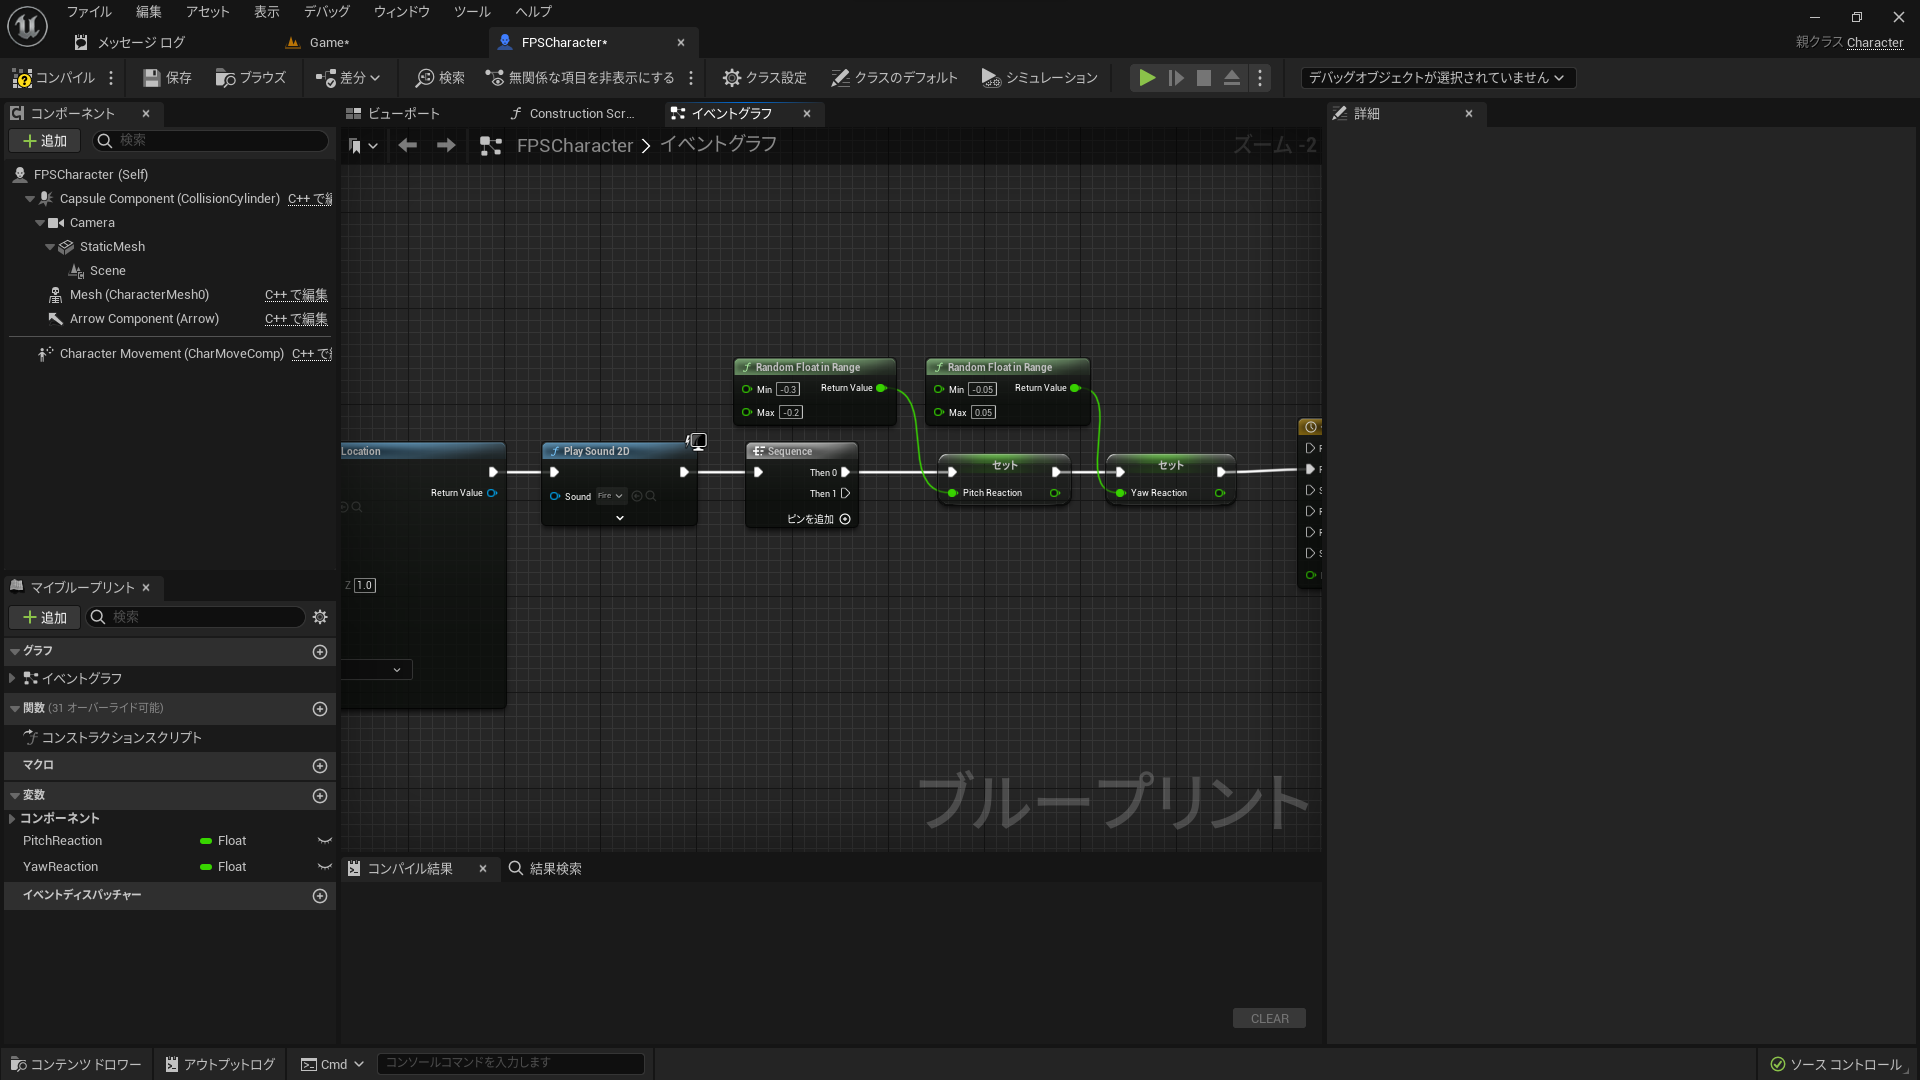 ファイル 編集 アセット 表示 デバッグ ウィンドウ ツール ヘルプ
メッセージ ログ Game* FPSCharacter*
親クラス Character
コンパイル 保存 ブラウズ 差分 検索 無関係な項目を非表示にする クラス設定 クラスのデフォルト シミュレーション デバッグオブジェクトが選択されていません
コンポーネント
追加 検索
FPSCharacter (Self)
Capsule Component (CollisionCylinder) C++ で編
Camera
StaticMesh
Scene
Mesh (CharacterMesh0) C++ で編集
Arrow Component (Arrow) C++ で編集
Character Movement (CharMoveComp) C++ で
マイブループリント
追加 検索
グラフ
イベントグラフ
関数 (31 オーバーライド可能)
コンストラクションスクリプト
マクロ
変数
コンポーネント
PitchReaction Float
YawReaction Float
イベントディスパッチャー
ビューポート Construction Scr... イベントグラフ
FPSCharacter イベントグラフ ズーム -2
Random Float in Range
Min -0.3 Return Value
Max -0.2
Random Float in Range
Min -0.05 Return Value
Max 0.05
Location
Return Value
Z 1.0
Play Sound 2D
Sound Fire
Sequence
Then 0
Then 1
ピンを追加
セット
Pitch Reaction
セット
Yaw Reaction
ブループリント
コンパイル結果 結果検索
CLEAR
詳細
コンテンツ ドロワー アウトプットログ Cmd コンソールコマンドを入力します ソース コントロール